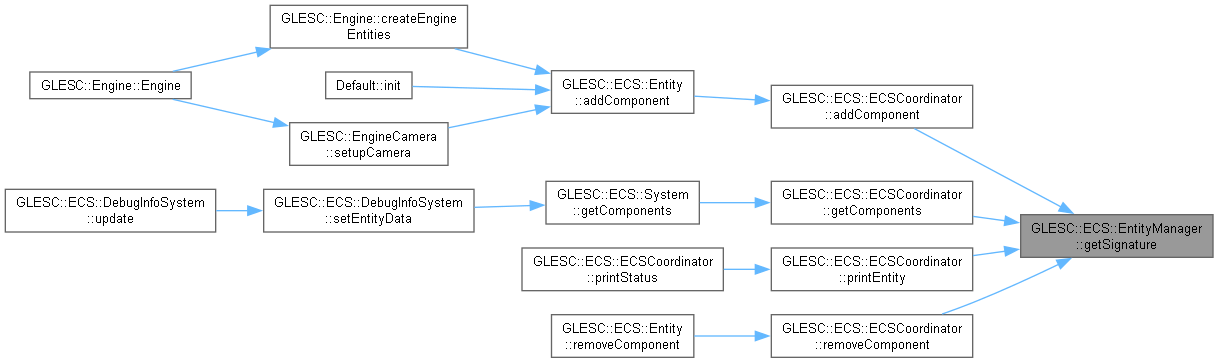 GLESC::Engine::createEngine
Entities
GLESC::Engine::Engine
Default::init
GLESC::ECS::Entity
::addComponent
GLESC::ECS::ECSCoordinator
::addComponent
GLESC::EngineCamera
::setupCamera
GLESC::ECS::DebugInfoSystem
::update
GLESC::ECS::DebugInfoSystem
::setEntityData
GLESC::ECS::System
::getComponents
GLESC::ECS::ECSCoordinator
::getComponents
GLESC::ECS::EntityManager
::getSignature
GLESC::ECS::ECSCoordinator
::printStatus
GLESC::ECS::ECSCoordinator
::printEntity
GLESC::ECS::Entity
::removeComponent
GLESC::ECS::ECSCoordinator
::removeComponent